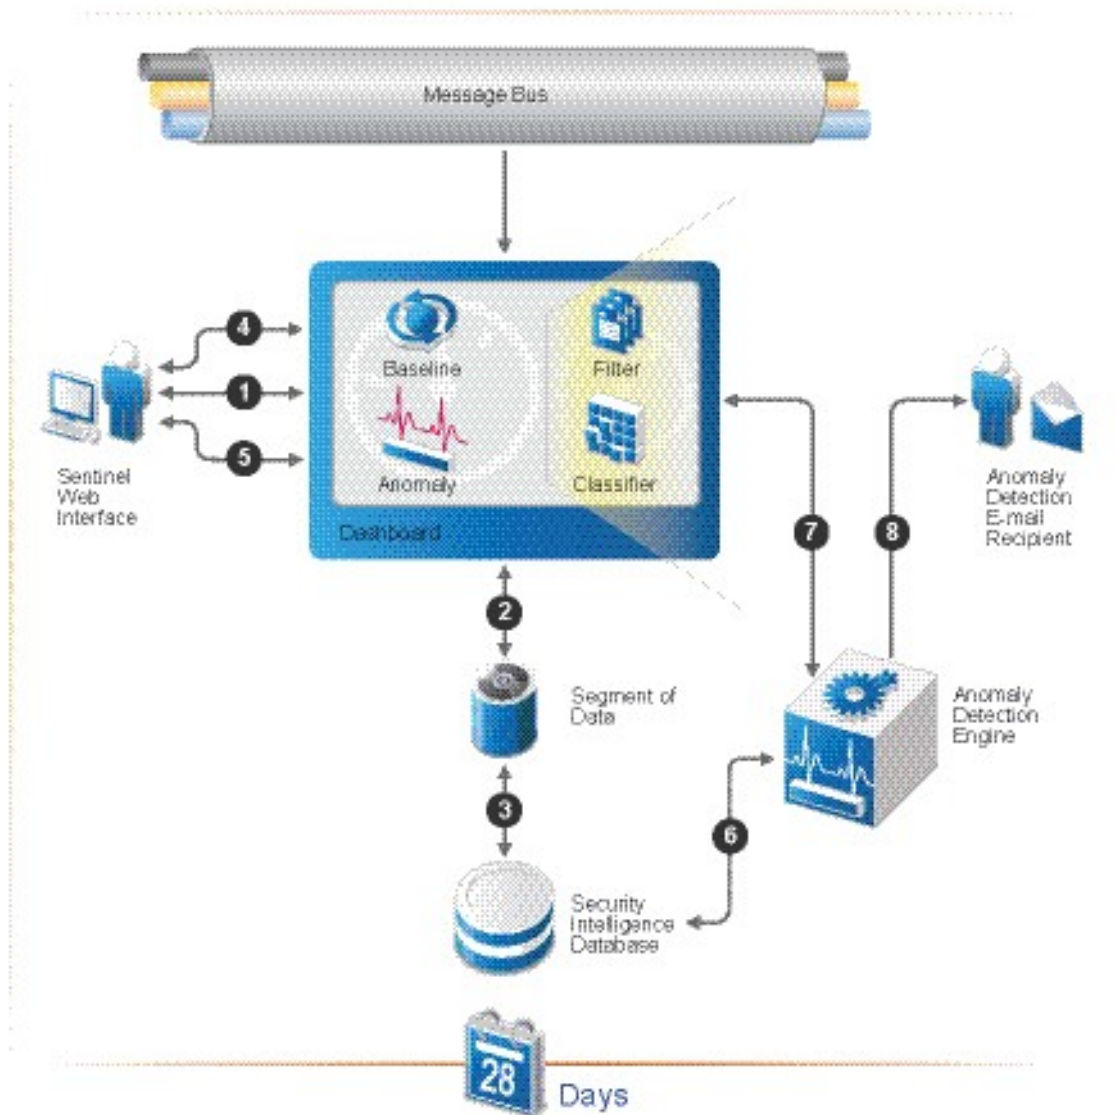 Message Bus
Baseline
Filter
4
1
5
Anomaly
Classifier
Dashboard
Sentinel
Web
Interface
Anomaly
Detection
E-mail
Recipient
7
8
2
Segment of
Data
Anomaly
Detection
Engine
3
6
Security
Intelligence
Database
28
Days